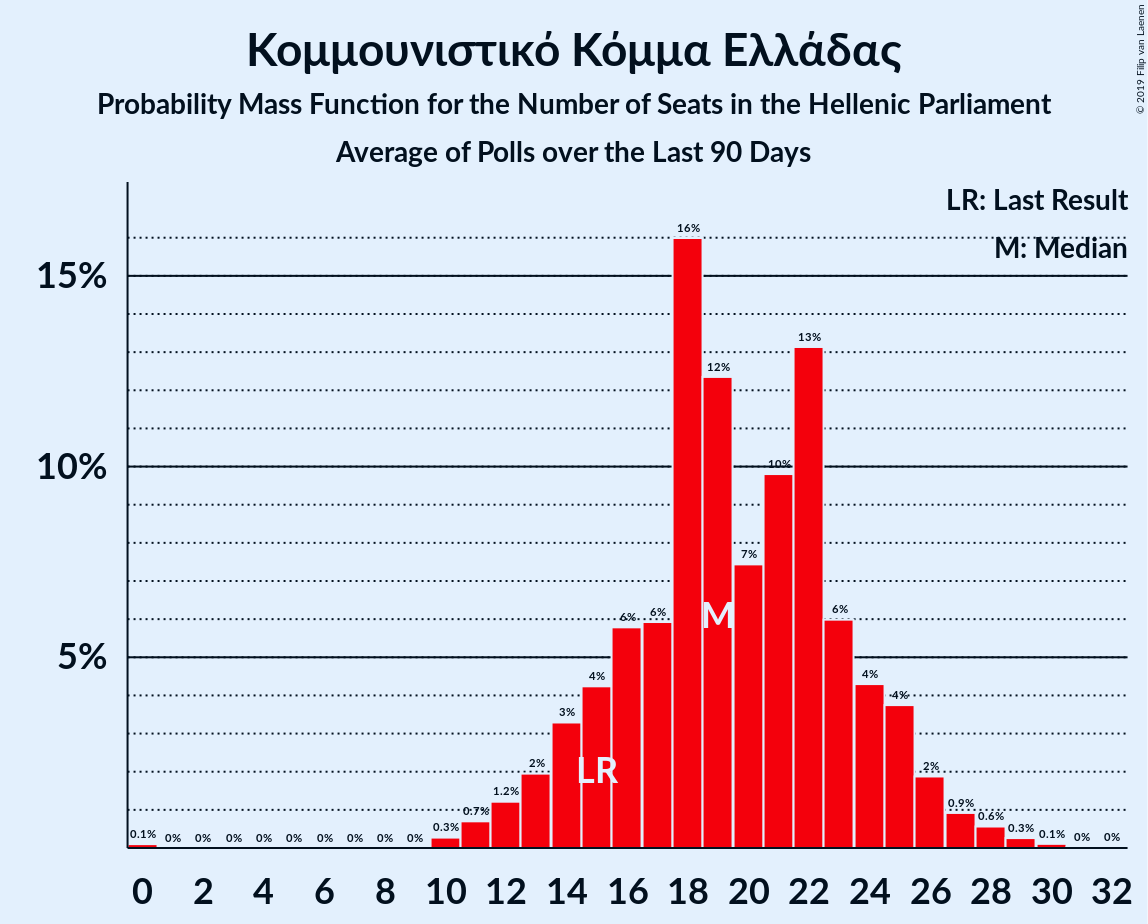 Κομμουνιστικό Κόμμα Ελλάδας
Probability Mass Function for the Number of Seats in the Hellenic Parliament
Average of Polls over the Last 90 Days
© 2019 Filip van Laenen
LR: Last Result
M: Median
15%
10%
5%
0.1% 0% 0% 0% 0% 0% 0% 0% 0% 0% 0.3% 0.7% 1.2% 2% 3% 4% 6% 6% 16% 12% 7% 10% 13% 6% 4% 4% 2% 0.9% 0.6% 0.3% 0.1% 0% 0%
M
LR
0 2 4 6 8 10 12 14 16 18 20 22 24 26 28 30 32